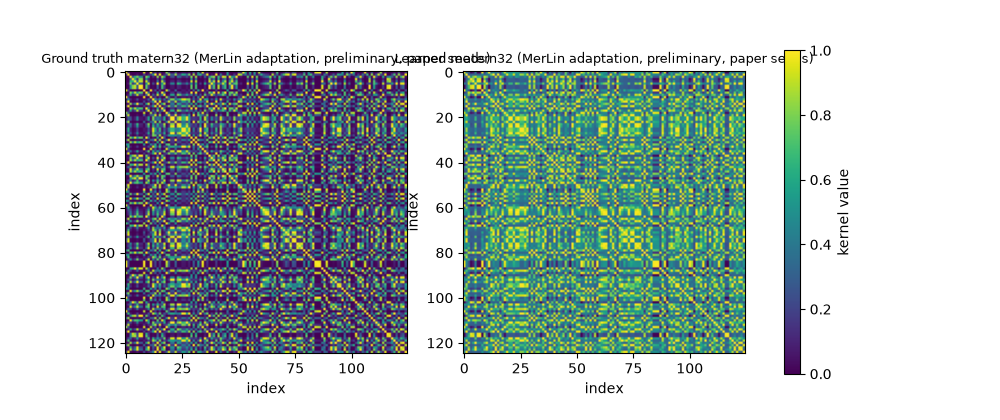 Ground truth matern32 (MerLin adaptation, preliminary, paper seeds)
Learned matern32 (MerLin adaptation, preliminary, paper seeds)
0
20
40
60
80
100
120
index
0 25 50 75 100
index
0
20
40
60
80
100
120
index
0 25 50 75 100
index
1.0
0.8
0.6
0.4
0.2
0.0
kernel value